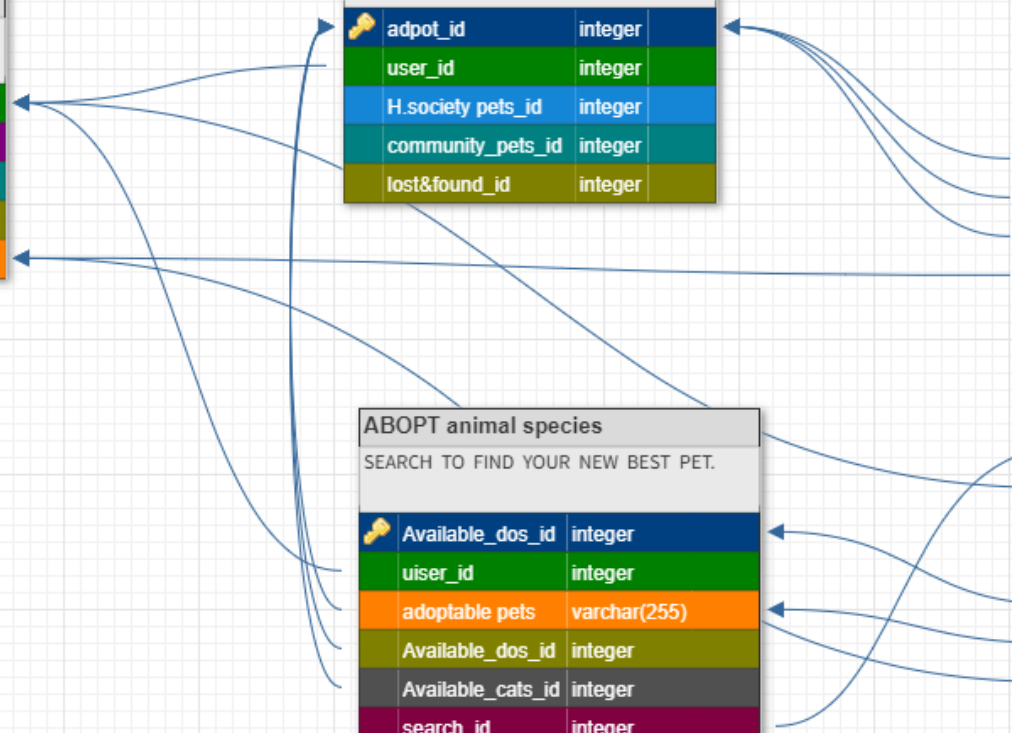 adpot_id integer
user_id integer
H.society pets_id integer
community_pets_id integer
lost&found_id integer
ABOPT animal species
SEARCH TO FIND YOUR NEW BEST PET.
Available_dos_id integer
uiser_id integer
adoptable pets varchar(255)
Available_dos_id integer
Available_cats_id integer
search_id integer